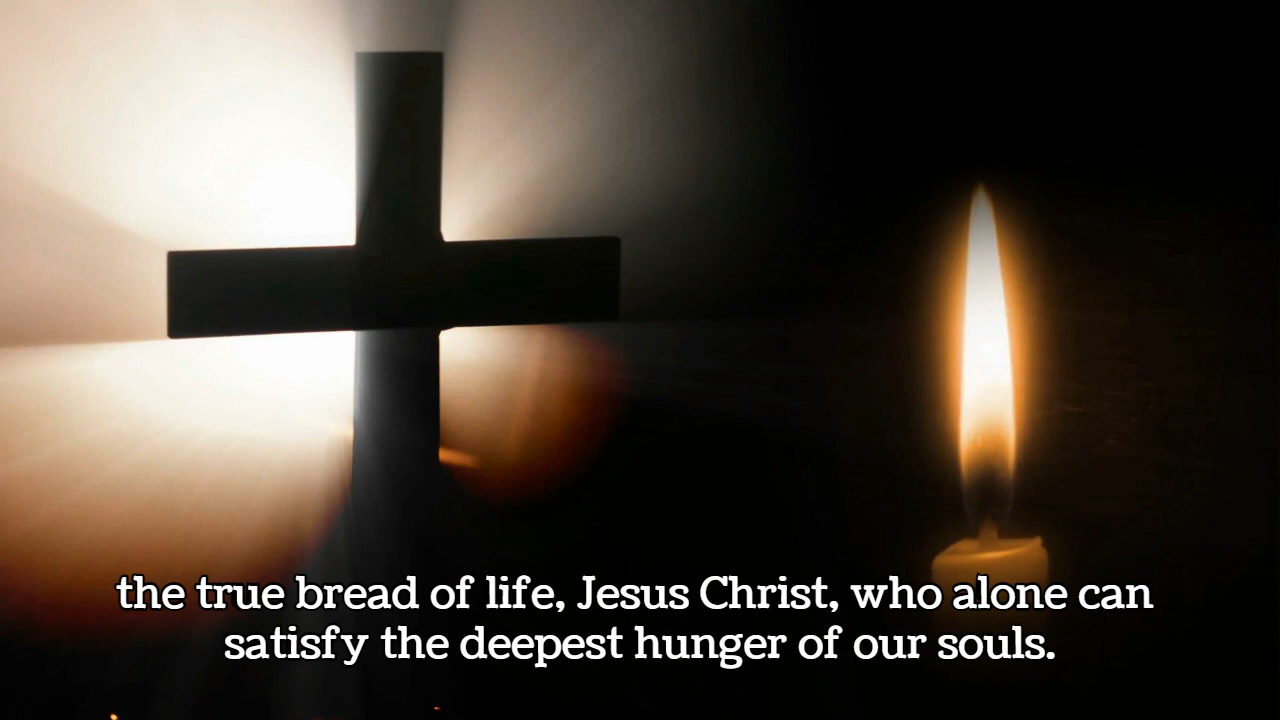 the true bread of life, Jesus Christ, who alone can
satisfy the deepest hunger of our souls.